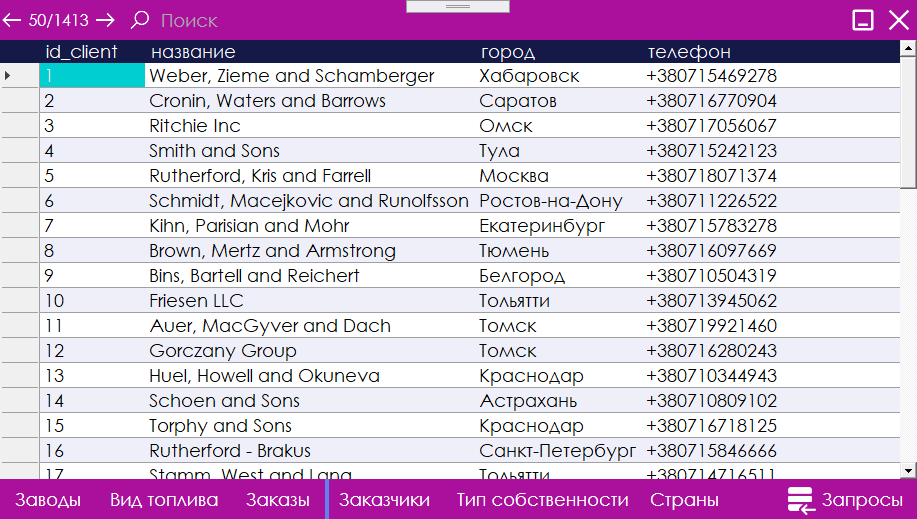 50/1413 Поиск
id_client название город телефон
1 Weber, Zieme and Schamberger Хабаровск +380715469278
2 Cronin, Waters and Barrows Саратов +380716770904
3 Ritchie Inc Омск +380717056067
4 Smith and Sons Тула +380715242123
5 Rutherford, Kris and Farrell Москва +380718071374
6 Schmidt, Macejkovic and Runolfsson Ростов-на-Дону +380711226522
7 Kihn, Parisian and Mohr Екатеринбург +380715783278
8 Brown, Mertz and Armstrong Тюмень +380716097669
9 Bins, Bartell and Reichert Белгород +380710504319
10 Friesen LLC Тольятти +380713945062
11 Auer, MacGyver and Dach Томск +380719921460
12 Gorczany Group Томск +380716280243
13 Huel, Howell and Okuneva Краснодар +380710344943
14 Schoen and Sons Астрахань +380710809102
15 Torphy and Sons Краснодар +380716718125
16 Rutherford - Brakus Санкт-Петербург +380715846666
17 Stamm, West and Lang Тольятти +380714716511
Заводы Вид топлива Заказы Заказчики Тип собственности Страны Запросы